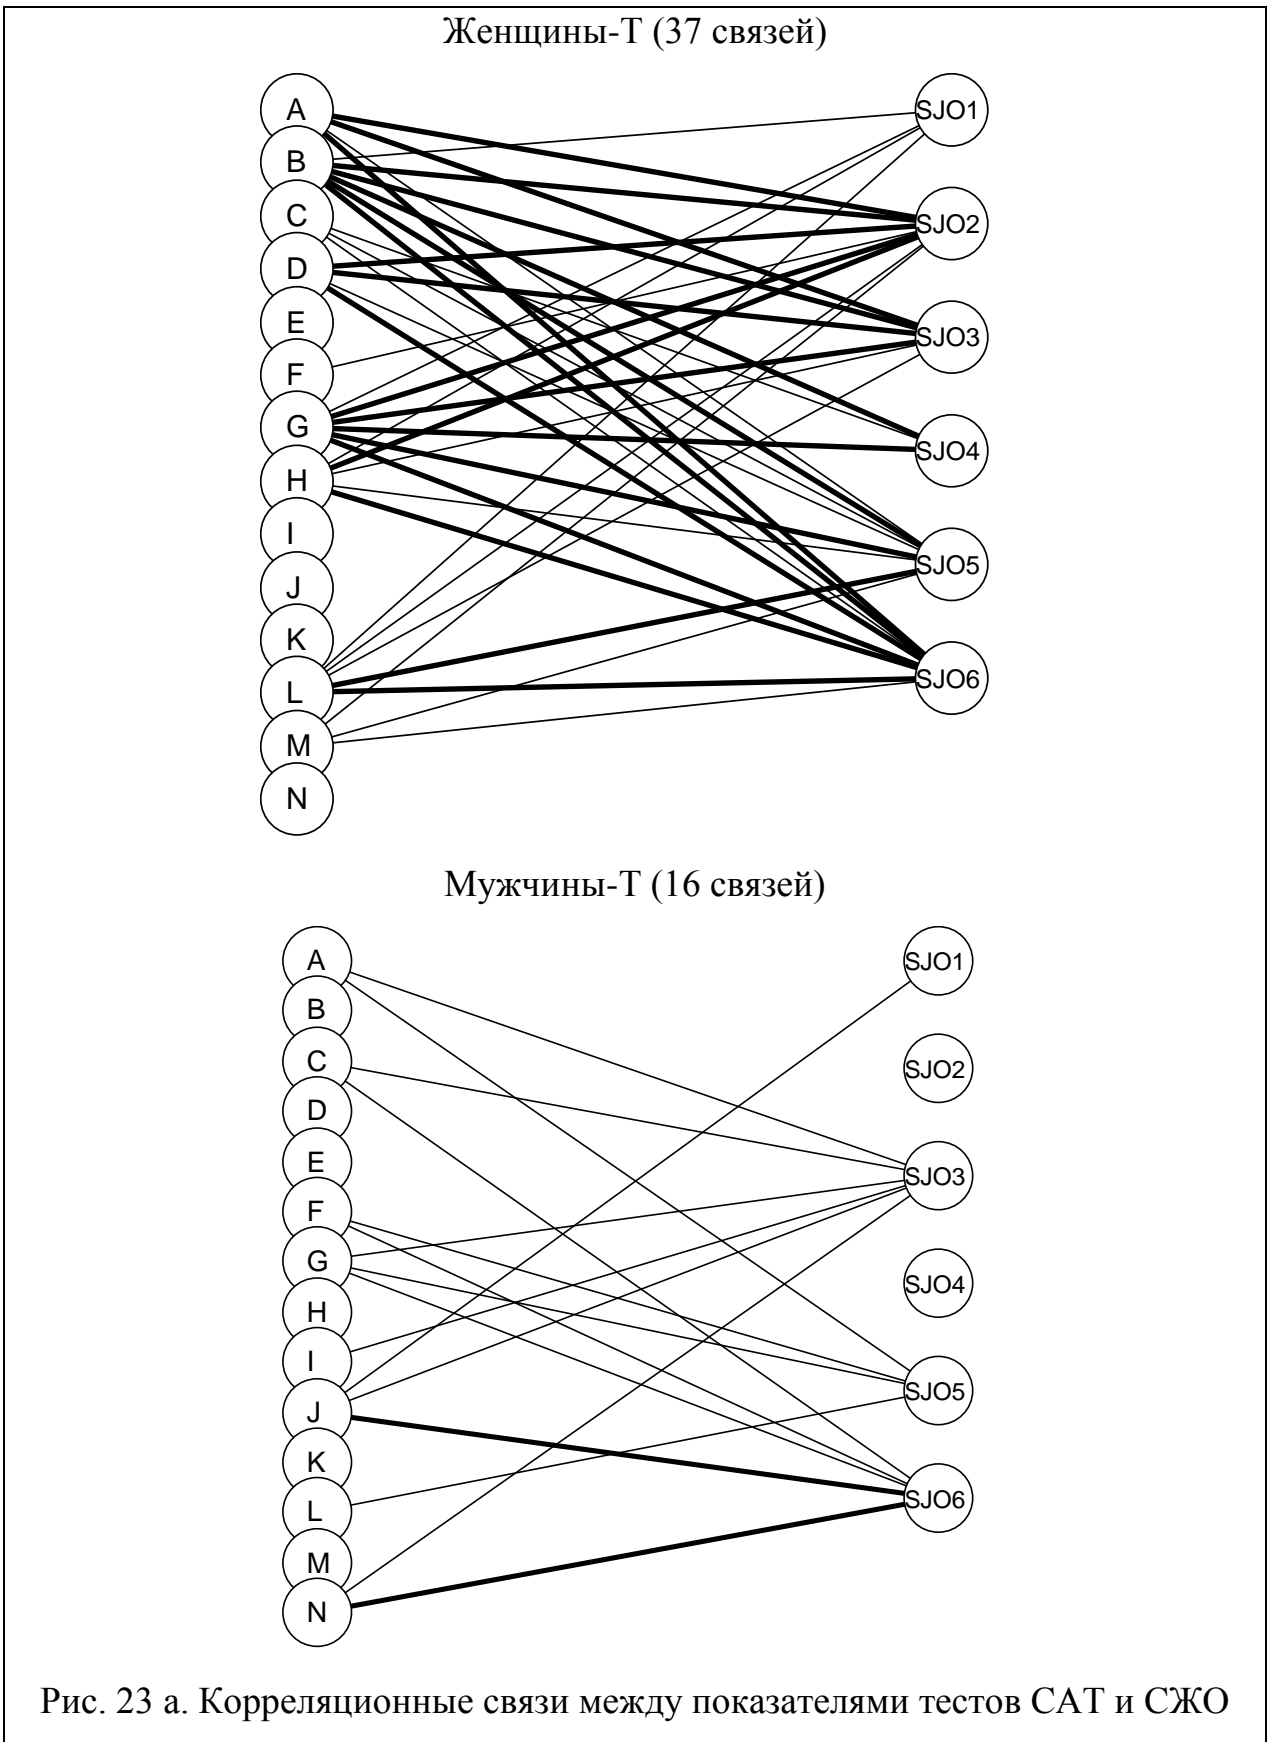 Женщины-Т (37 связей)
A
B
C
D
E
F
G
H
I
J
K
L
M
N
SJO1
SJO2
SJO3
SJO4
SJO5
SJO6
Мужчины-Т (16 связей)
A
B
C
D
E
F
G
H
I
J
K
L
M
N
SJO1
SJO2
SJO3
SJO4
SJO5
SJO6
Рис. 23 а. Корреляционные связи между показателями тестов САТ и СЖО